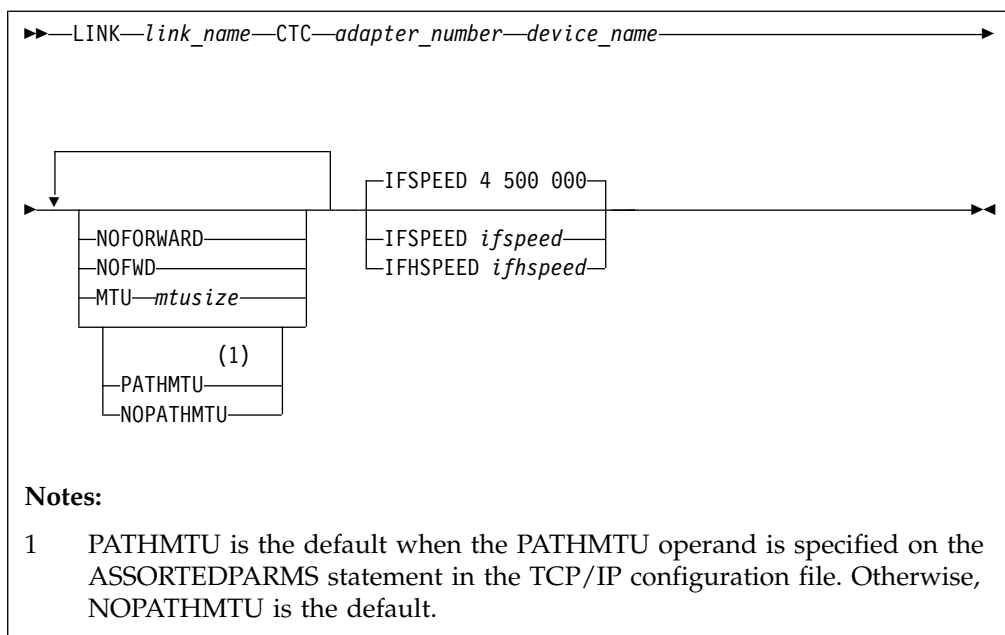 LINK link_name CTC adapter_number device_name
IFSPEED 4 500 000
NOFORWARD
IFSPEED ifspeed
NOFWD
IFHSPEED ifhspeed
MTU mtusize
(1)
PATHMTU
NOPATHMTU
Notes:
1 PATHMTU is the default when the PATHMTU operand is specified on the
ASSORTEDPARMS statement in the TCP/IP configuration file. Otherwise,
NOPATHMTU is the default.